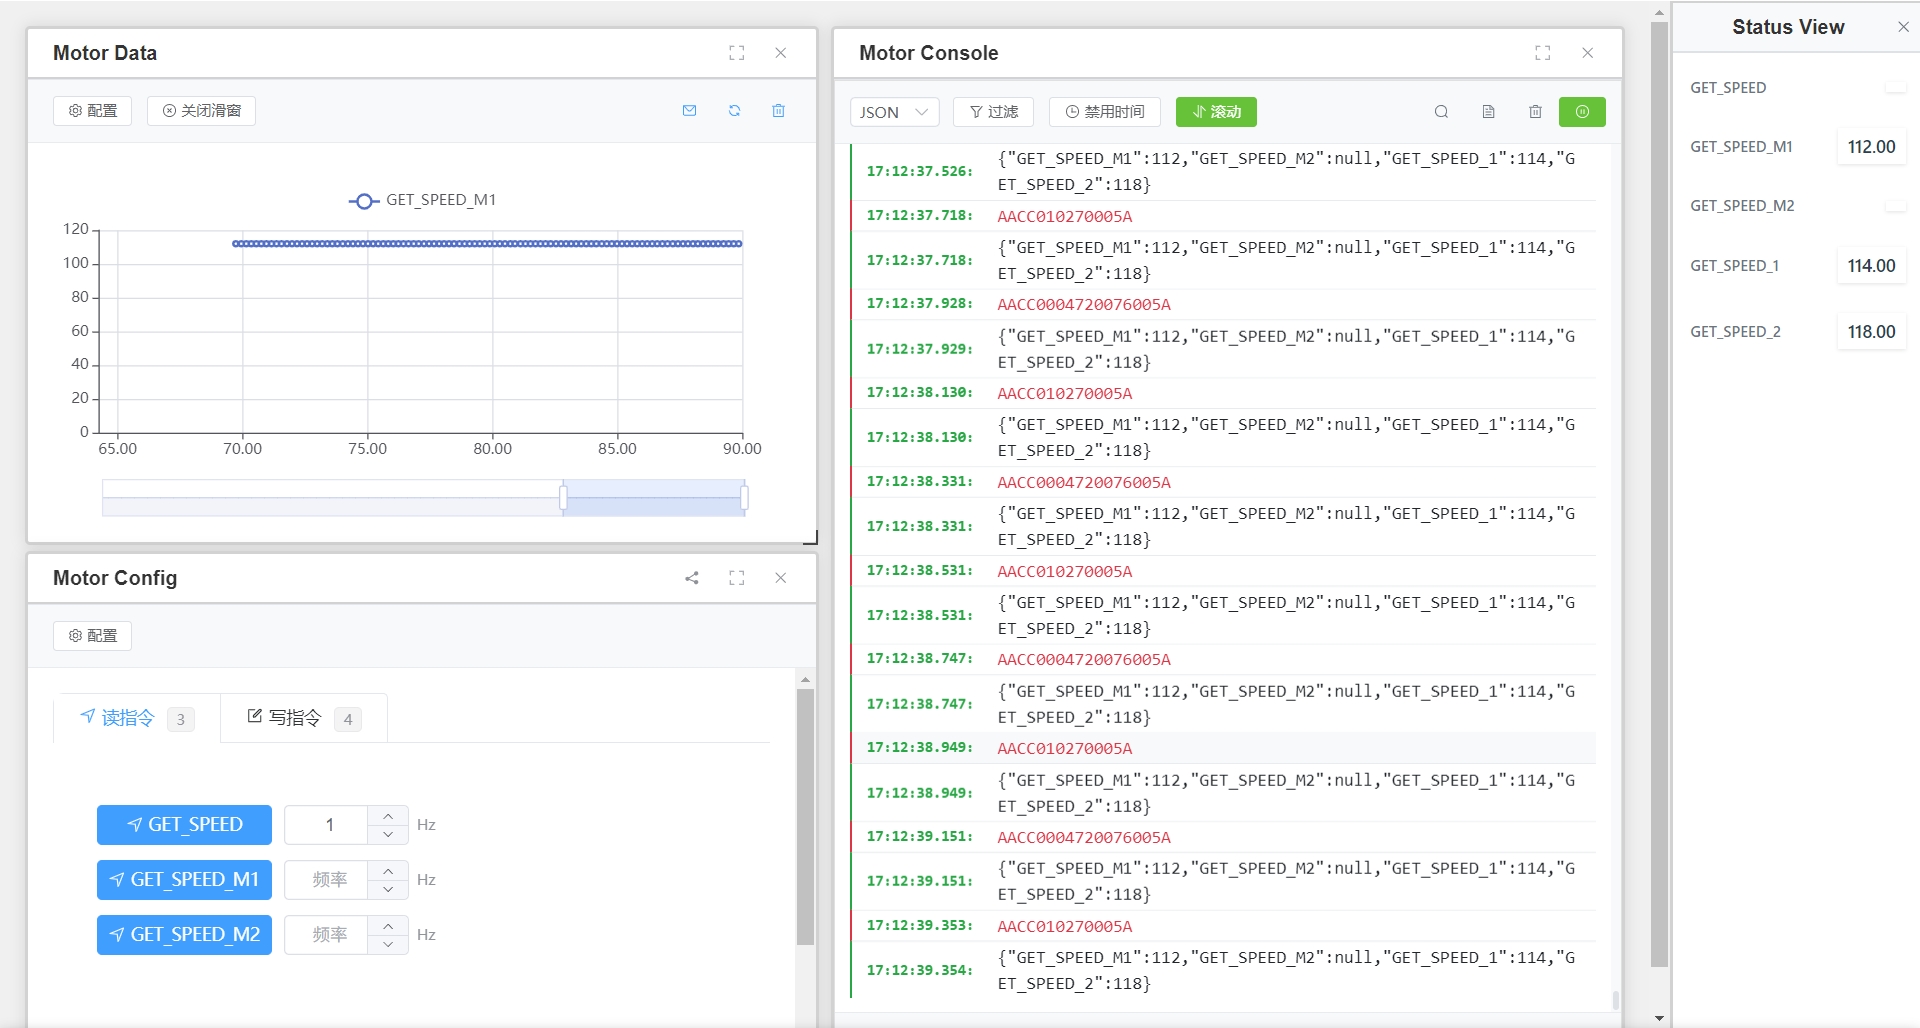 Motor Data
配置
关闭滑窗
GET_SPEED_M1
120
100
80
60
40
20
0
65.00 70.00 75.00 80.00 85.00 90.00
Motor Config
配置
读指令 3
写指令 4
GET_SPEED 1 Hz
GET_SPEED_M1 频率 Hz
GET_SPEED_M2 频率 Hz
Motor Console
JSON 过滤 禁用时间 滚动
17:12:37.526: {"GET_SPEED_M1":112,"GET_SPEED_M2":null,"GET_SPEED_1":114,"G
ET_SPEED_2":118}
17:12:37.718: AACC010270005A
17:12:37.718: {"GET_SPEED_M1":112,"GET_SPEED_M2":null,"GET_SPEED_1":114,"G
ET_SPEED_2":118}
17:12:37.928: AACC0004720076005A
17:12:37.929: {"GET_SPEED_M1":112,"GET_SPEED_M2":null,"GET_SPEED_1":114,"G
ET_SPEED_2":118}
17:12:38.130: AACC010270005A
17:12:38.130: {"GET_SPEED_M1":112,"GET_SPEED_M2":null,"GET_SPEED_1":114,"G
ET_SPEED_2":118}
17:12:38.331: AACC0004720076005A
17:12:38.331: {"GET_SPEED_M1":112,"GET_SPEED_M2":null,"GET_SPEED_1":114,"G
ET_SPEED_2":118}
17:12:38.531: AACC010270005A
17:12:38.531: {"GET_SPEED_M1":112,"GET_SPEED_M2":null,"GET_SPEED_1":114,"G
ET_SPEED_2":118}
17:12:38.747: AACC0004720076005A
17:12:38.747: {"GET_SPEED_M1":112,"GET_SPEED_M2":null,"GET_SPEED_1":114,"G
ET_SPEED_2":118}
17:12:38.949: AACC010270005A
17:12:38.949: {"GET_SPEED_M1":112,"GET_SPEED_M2":null,"GET_SPEED_1":114,"G
ET_SPEED_2":118}
17:12:39.151: AACC0004720076005A
17:12:39.151: {"GET_SPEED_M1":112,"GET_SPEED_M2":null,"GET_SPEED_1":114,"G
ET_SPEED_2":118}
17:12:39.353: AACC010270005A
17:12:39.354: {"GET_SPEED_M1":112,"GET_SPEED_M2":null,"GET_SPEED_1":114,"G
ET_SPEED_2":118}
Status View
GET_SPEED
GET_SPEED_M1 112.00
GET_SPEED_M2
GET_SPEED_1 114.00
GET_SPEED_2 118.00